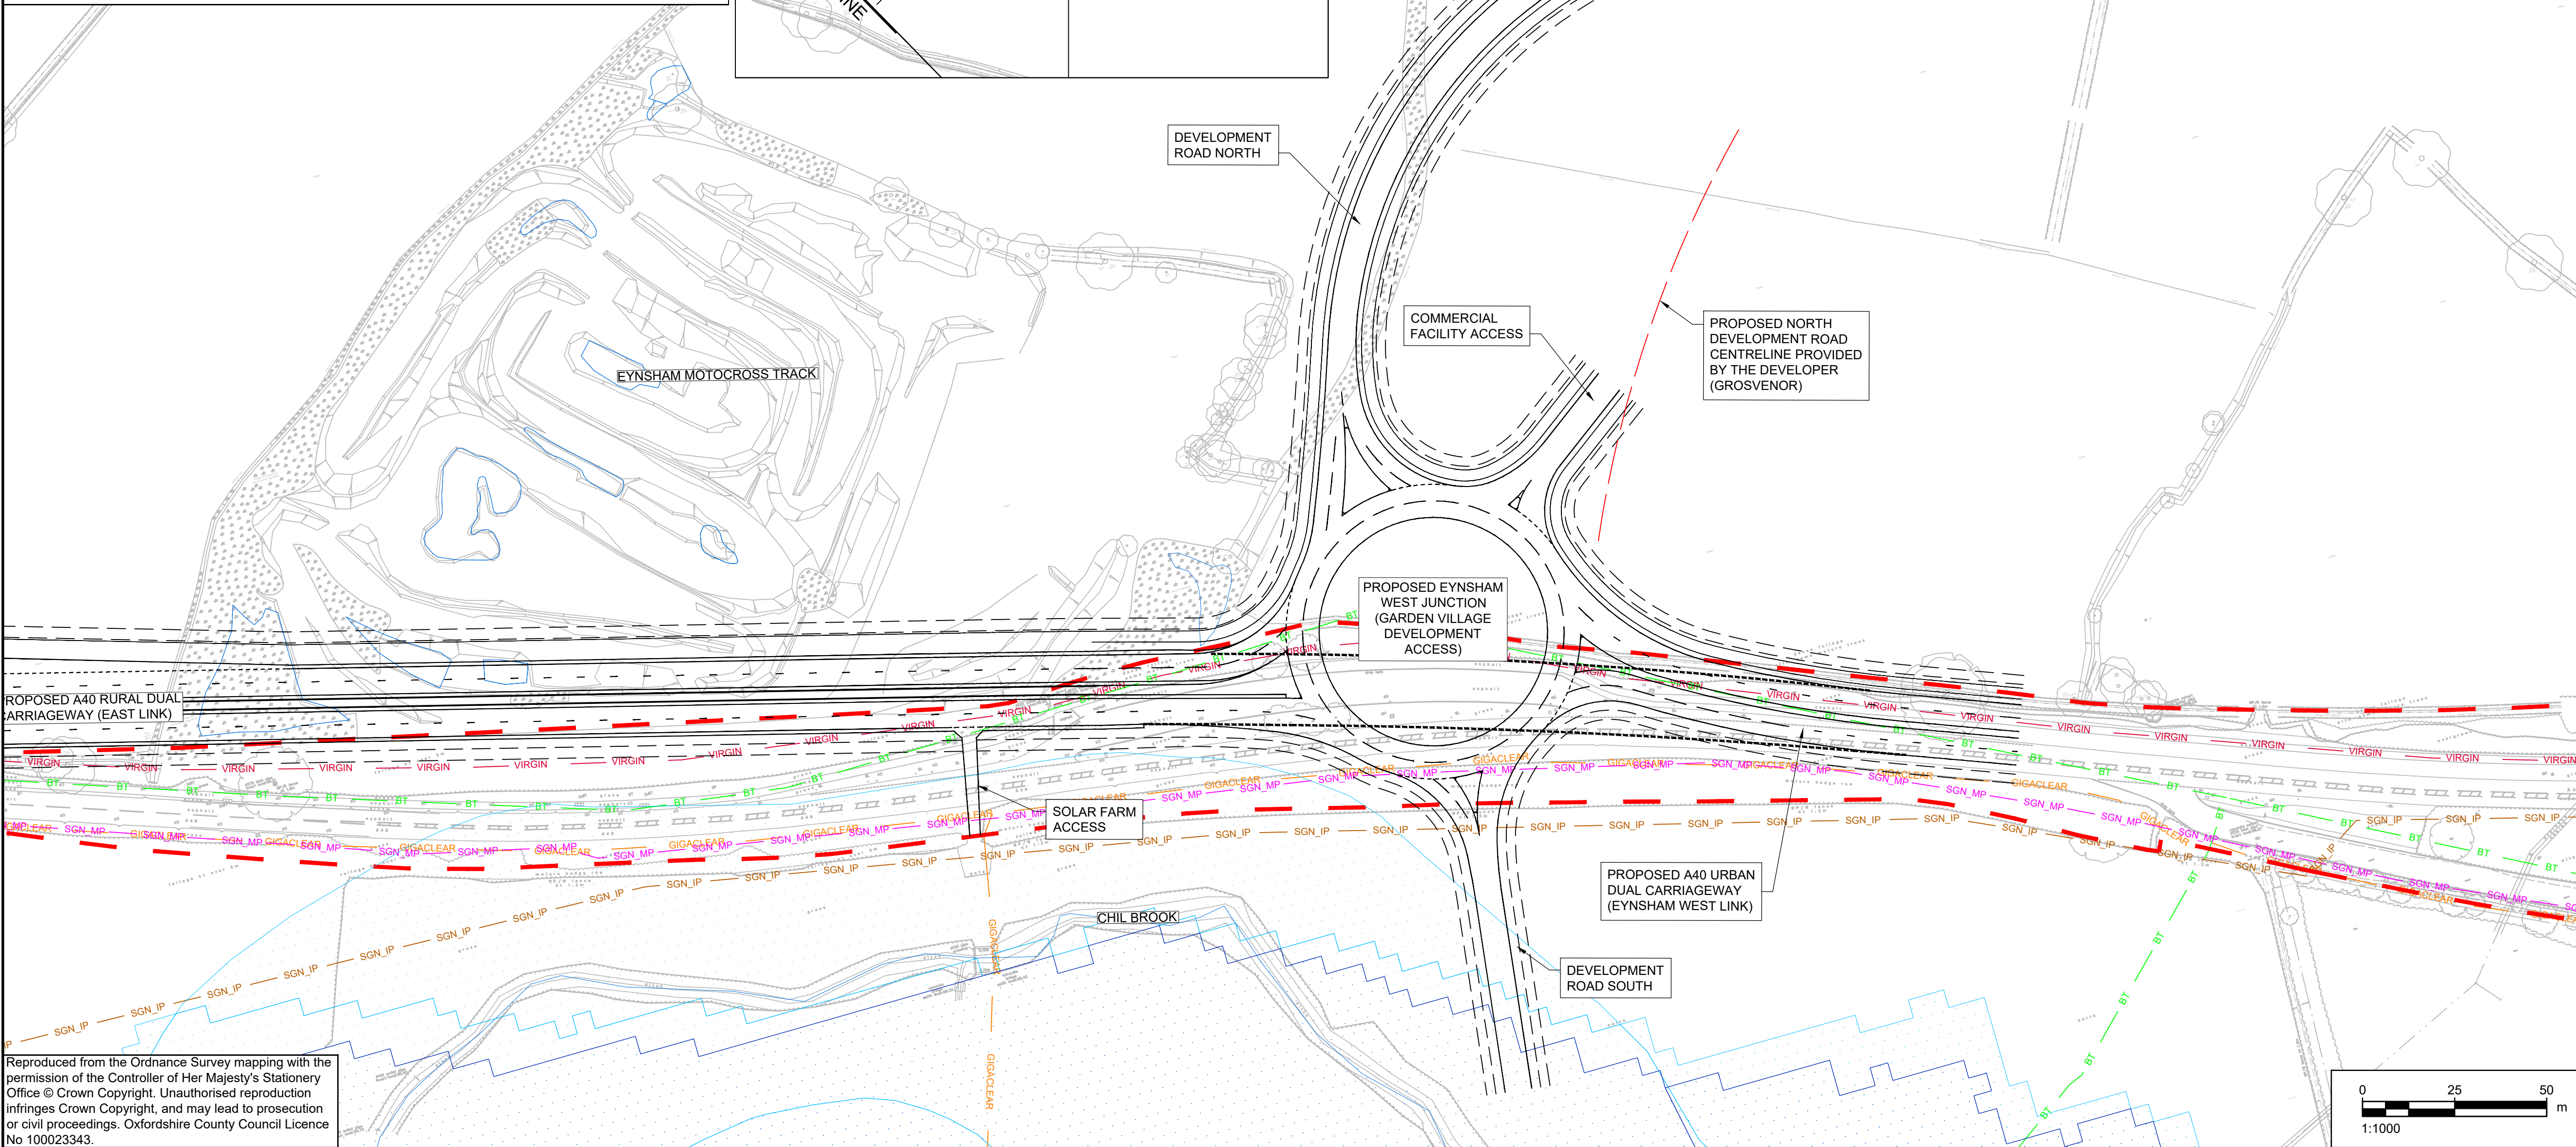 INE
DEVELOPMENT
ROAD NORTH
COMMERCIAL
FACILITY ACCESS
PROPOSED NORTH
DEVELOPMENT ROAD
CENTRELINE PROVIDED
BY THE DEVELOPER
(GROSVENOR)
EYNSHAM MOTOCROSS TRACK
PROPOSED EYNSHAM
WEST JUNCTION
(GARDEN VILLAGE
DEVELOPMENT
ACCESS)
PROPOSED A40 RURAL DUAL
CARRIAGEWAY (EAST LINK)
VIRGIN
BT
GIGACLEAR
SGN_MP
SGN_IP
SOLAR FARM
ACCESS
PROPOSED A40 URBAN
DUAL CARRIAGEWAY
(EYNSHAM WEST LINK)
CHIL BROOK
DEVELOPMENT
ROAD SOUTH
Reproduced from the Ordnance Survey mapping with the
permission of the Controller of Her Majesty's Stationery
Office © Crown Copyright. Unauthorised reproduction
infringes Crown Copyright, and may lead to prosecution
or civil proceedings. Oxfordshire County Council Licence
No 100023343.
0 25 50
m
1:1000